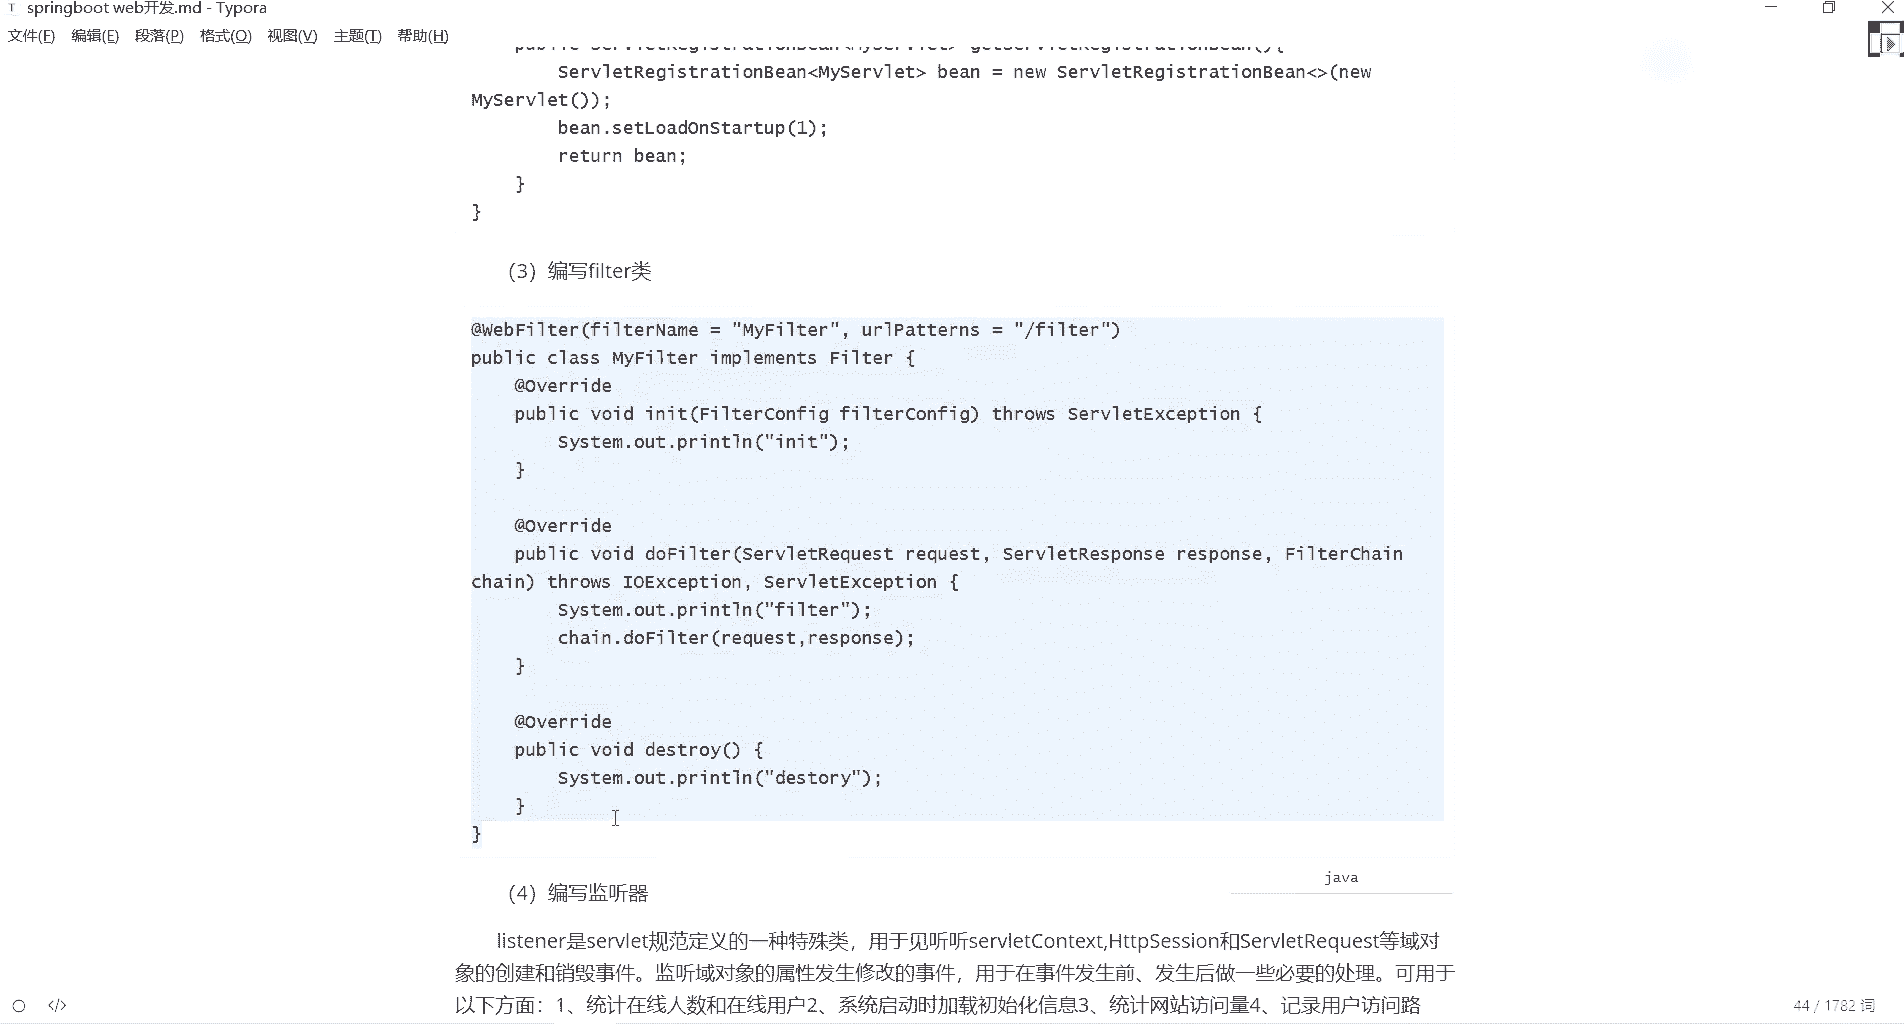 springboot web开发.md - Typora
文件(F) 编辑(E) 段落(P) 格式(O) 视图(V) 主题(T) 帮助(H)
public ServletRegistrationBean<MyServlet> getServletRegistrationBean(){
ServletRegistrationBean<MyServlet> bean = new ServletRegistrationBean<>(new
MyServlet());
bean.setLoadOnStartup(1);
return bean;
}
}
（3）编写filter类
@WebFilter(filterName = "MyFilter", urlPatterns = "/filter")
public class MyFilter implements Filter {
@Override
public void init(FilterConfig filterConfig) throws ServletException {
System.out.println("init");
}
@Override
public void doFilter(ServletRequest request, ServletResponse response, FilterChain
chain) throws IOException, ServletException {
System.out.println("filter");
chain.doFilter(request,response);
}
@Override
public void destroy() {
System.out.println("destory");
}
}
java
（4）编写监听器
listener是servlet规范定义的一种特殊类，用于见听听servletContext,HttpSession和ServletRequest等域对
象的创建和销毁事件。监听域对象的属性发生修改的事件，用于在事件发生前、发生后做一些必要的处理。可用于
以下方面：1、统计在线人数和在线用户2、系统启动时加载初始化信息3、统计网站访问量4、记录用户访问路
44 / 1782 词